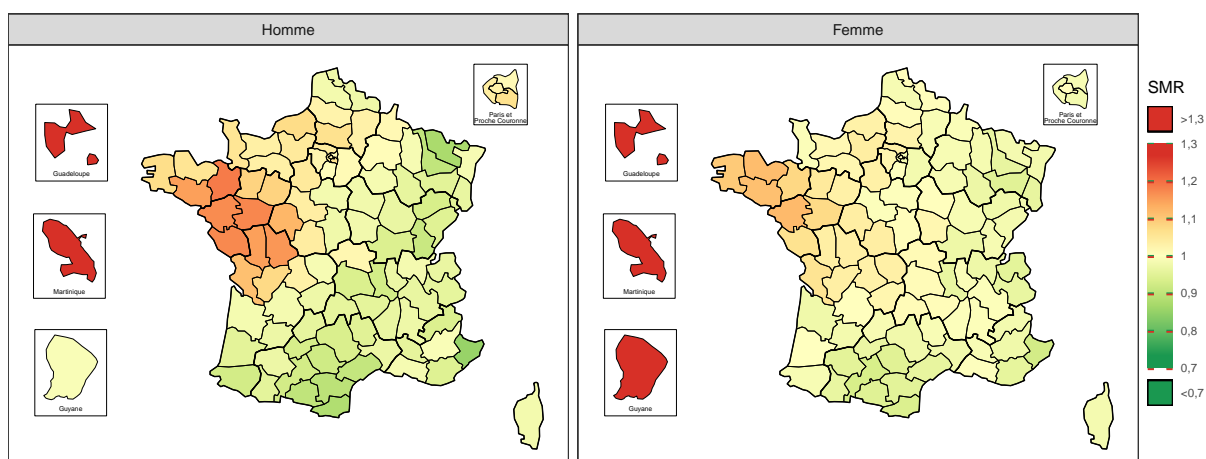 Homme
Femme
Paris et
Proche Couronne
Guadeloupe
Martinique
Guyane
Paris et
Proche Couronne
Guadeloupe
Martinique
Guyane
SMR
>1,3
1,3
1,2
1,1
1
0,9
0,8
0,7
<0,7